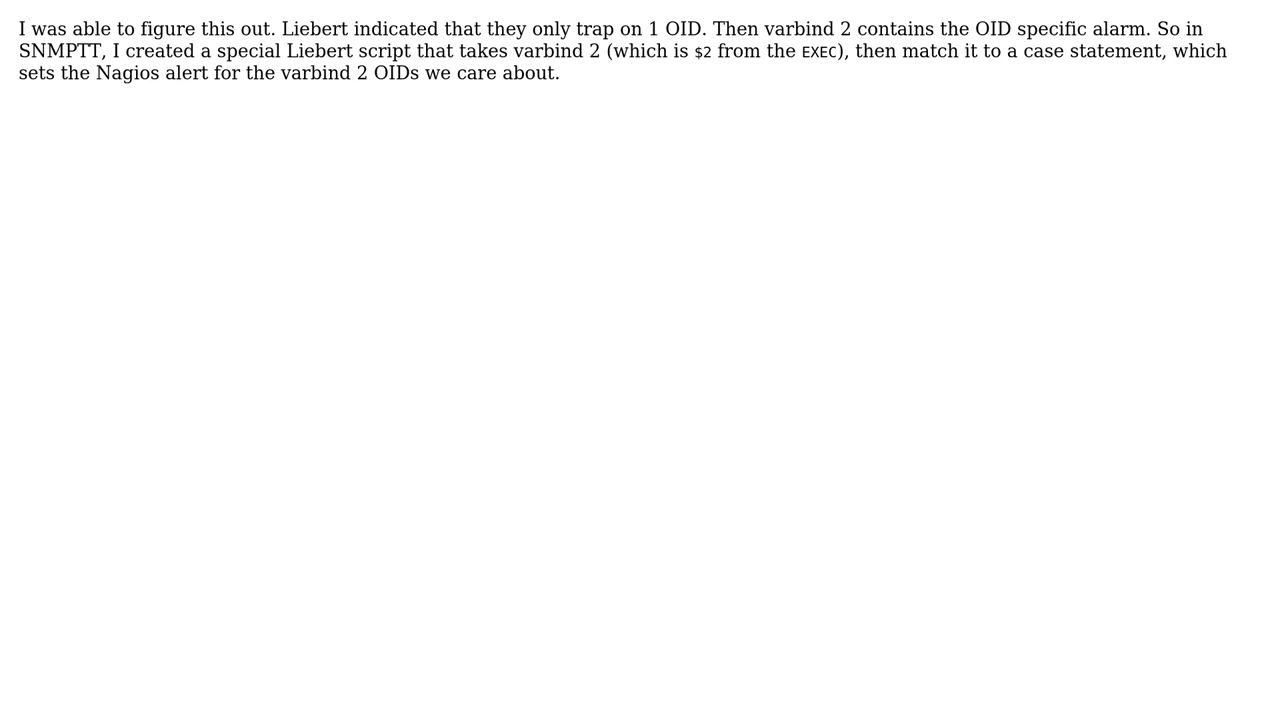 I was able to figure this out. Liebert indicated that they only trap on 1 OID. Then varbind 2 contains the OID specific alarm. So in
SNMPTT, I created a special Liebert script that takes varbind 2 (which is $2 from the EXEC), then match it to a case statement, which
sets the Nagios alert for the varbind 2 OIDs we care about.